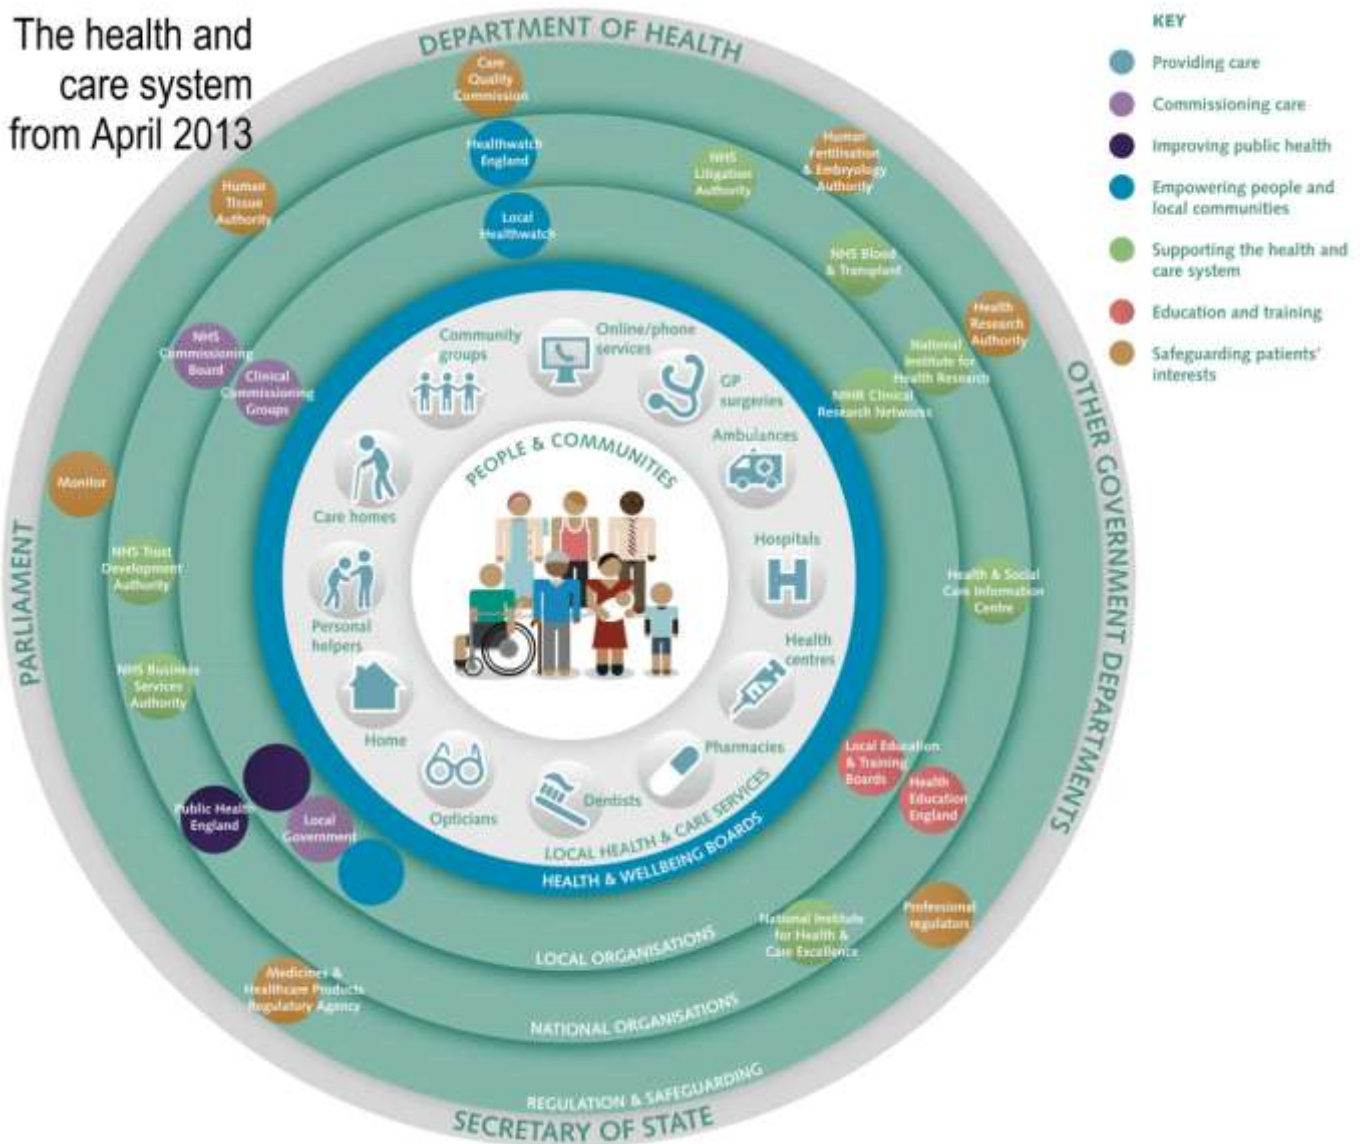 The health and
care system
from April 2013
DEPARTMENT OF HEALTH
OTHER GOVERNMENT DEPARTMENTS
SECRETARY OF STATE
PARLIAMENT
Care
Quality
Commission
Human
Fertilisation
& Embryology
Authority
Health
Research
Authority
Professional
regulators
Medicines &
Healthcare Products
Regulatory Agency
Monitor
Human
Tissue
Authority
REGULATION & SAFEGUARDING
Healthwatch
England
NHS
Litigation
Authority
NHS Blood
& Transplant
National
Institute for
Health Research
Health & Social
Care Information
Centre
Health
Education
England
National Institute
for Health &
Care Excellence
Public Health
England
NHS Business
Services
Authority
NHS Trust
Development
Authority
NHS
Commissioning
Board
NATIONAL ORGANISATIONS
Local
Healthwatch
NIHR Clinical
Research Networks
Local Education
& Training
Boards
Local
Government
Clinical
Commissioning
Groups
LOCAL ORGANISATIONS
HEALTH & WELLBEING BOARDS
LOCAL HEALTH & CARE SERVICES
Community
groups
Online/phone
services
GP
surgeries
Ambulances
Hospitals
Health
centres
Pharmacies
Dentists
Opticians
Home
Personal
helpers
Care homes
PEOPLE & COMMUNITIES
H
KEY
Providing care
Commissioning care
Improving public health
Empowering people and
local communities
Supporting the health and
care system
Education and training
Safeguarding patients'
interests